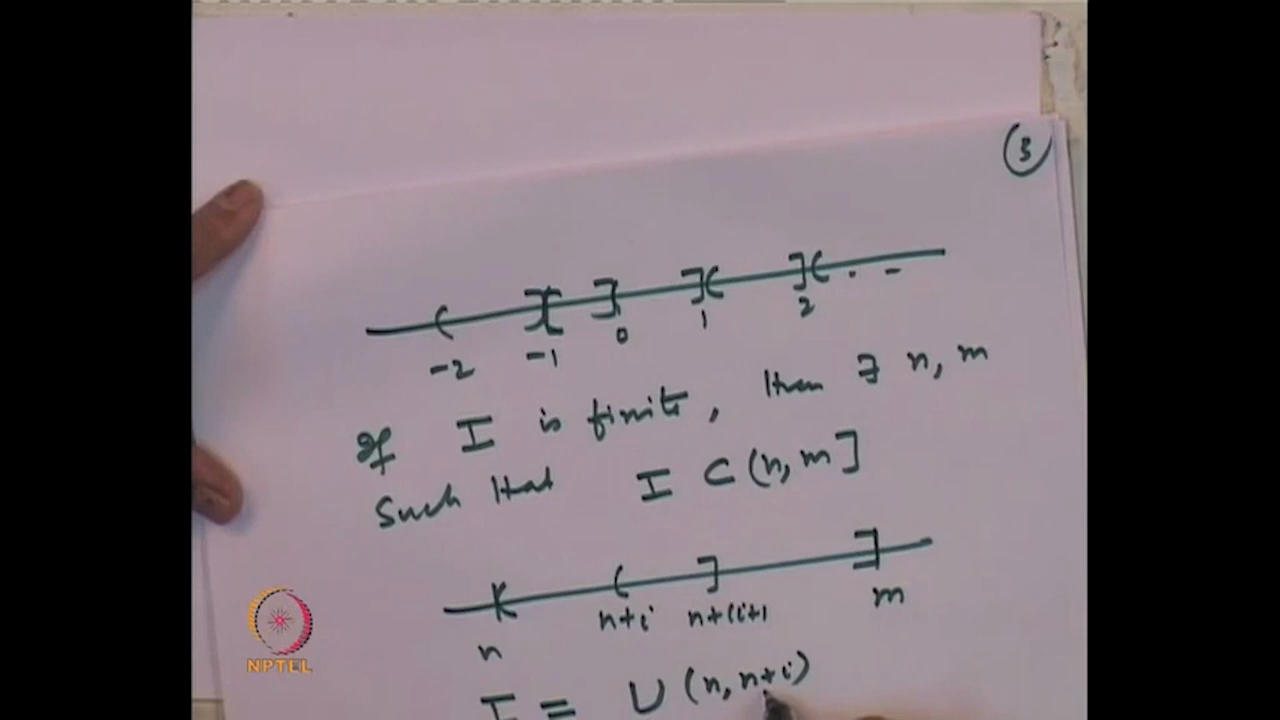 3
( ] [ ] ] ( ] ( . -
-2 -1 0 1 2
If I is finite, then ∃ n, m
Such that I ⊂ (n, m]
( ( ] ]
n n+i n+(i+1 m
I = ∪ (n, n+i)
NPTEL